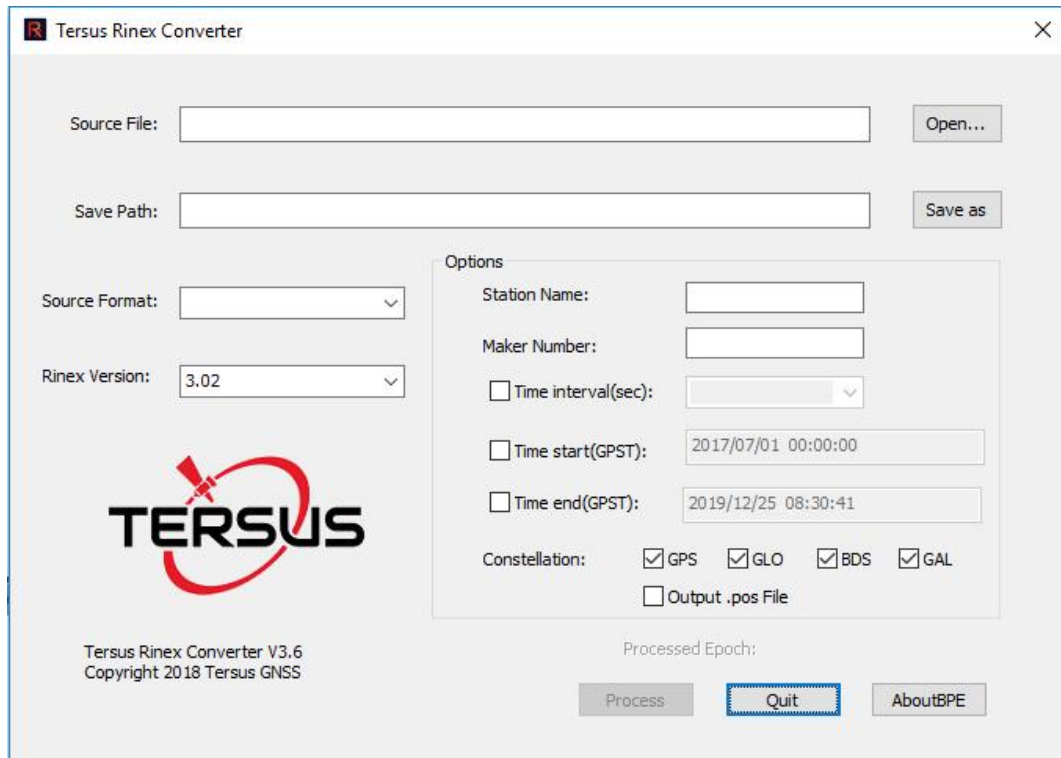 Tersus Rinex Converter
Source File:
Open...
Save Path:
Save as
Source Format:
Rinex Version:
3.02
Options
Station Name:
Maker Number:
Time interval(sec):
Time start(GPST):
2017/07/01 00:00:00
Time end(GPST):
2019/12/25 08:30:41
Constellation:
GPS
GLO
BDS
GAL
Output .pos File
TERSUS
Tersus Rinex Converter V3.6
Copyright 2018 Tersus GNSS
Processed Epoch:
Process
Quit
AboutBPE